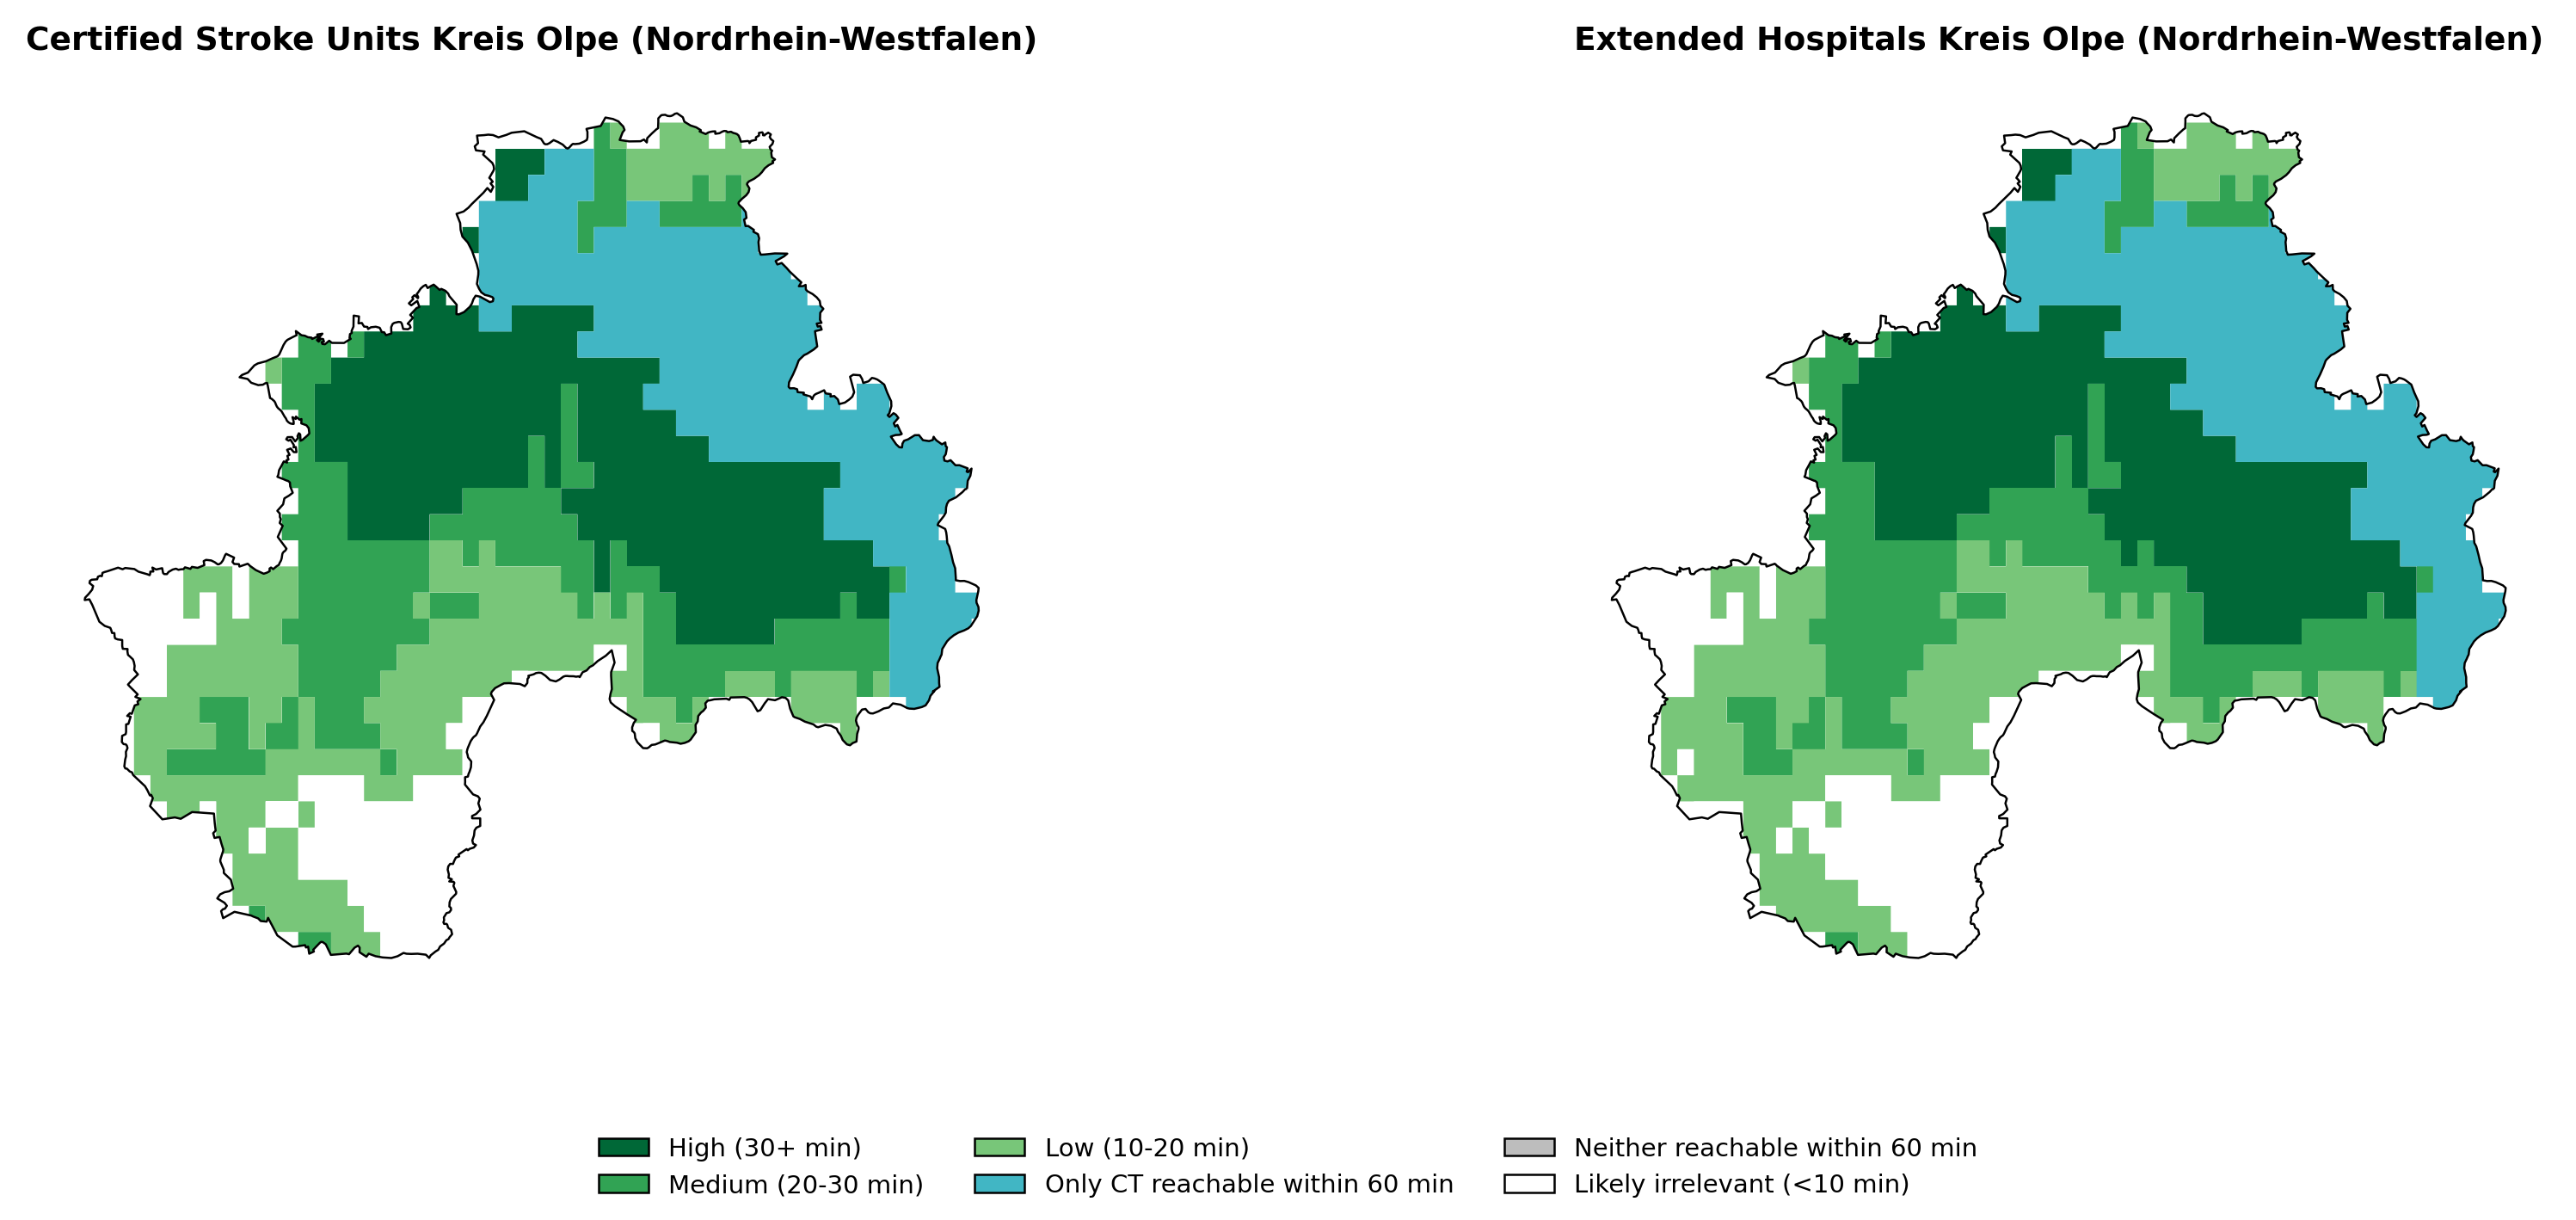 Certified Stroke Units Kreis Olpe (Nordrhein-Westfalen)
Extended Hospitals Kreis Olpe (Nordrhein-Westfalen)
High (30+ min)
Medium (20-30 min)
Low (10-20 min)
Only CT reachable within 60 min
Neither reachable within 60 min
Likely irrelevant (<10 min)